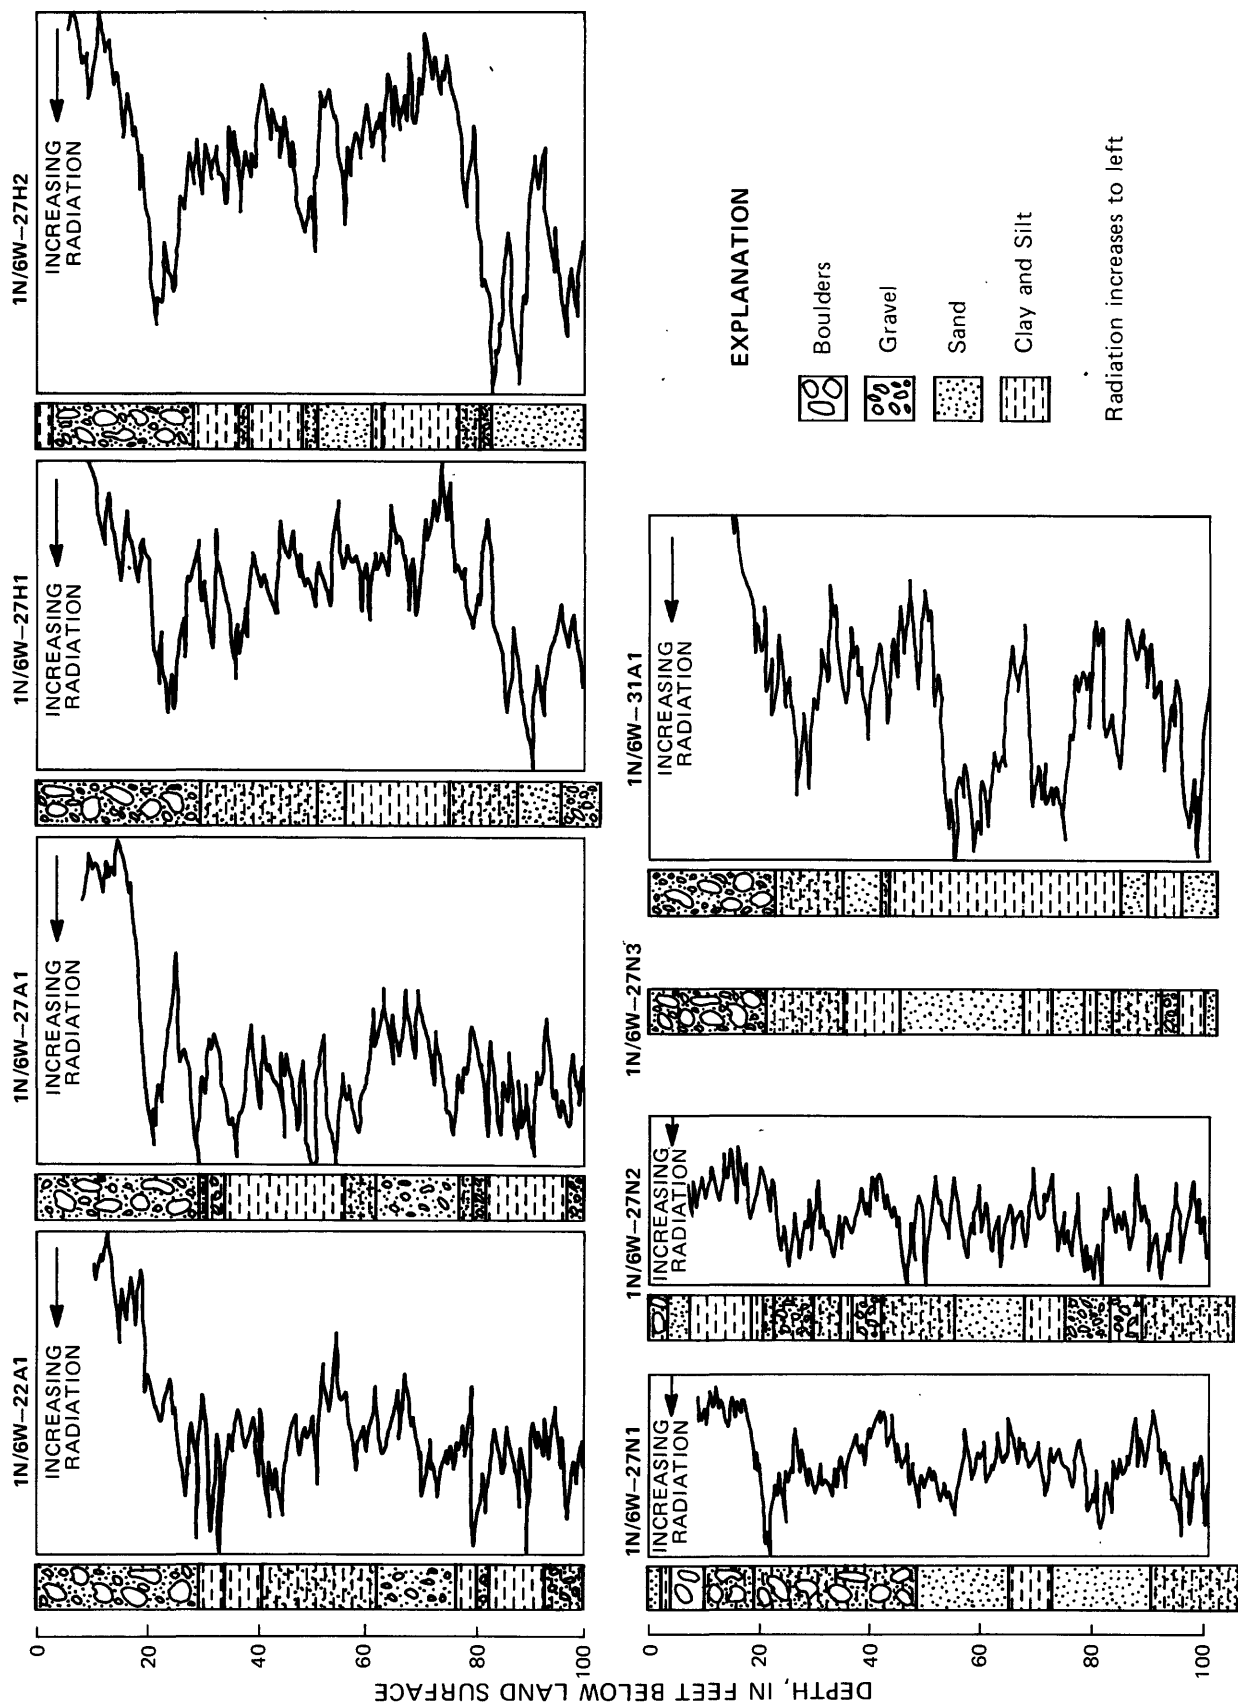 1N/6W—22A1
1N/6W—27A1
1N/6W—27H1
1N/6W—27H2
INCREASING
RADIATION
INCREASING
RADIATION
INCREASING
RADIATION
INCREASING
RADIATION
0
20
40
60
80
100
DEPTH, IN FEET BELOW LAND SURFACE
1N/6W—27N1
1N/6W—27N2
1N/6W—27N3
1N/6W—31A1
INCREASING
RADIATION
INCREASING
RADIATION
INCREASING
RADIATION
0
20
40
60
80
100
EXPLANATION
Boulders
Gravel
Sand
Clay and Silt
Radiation increases to left